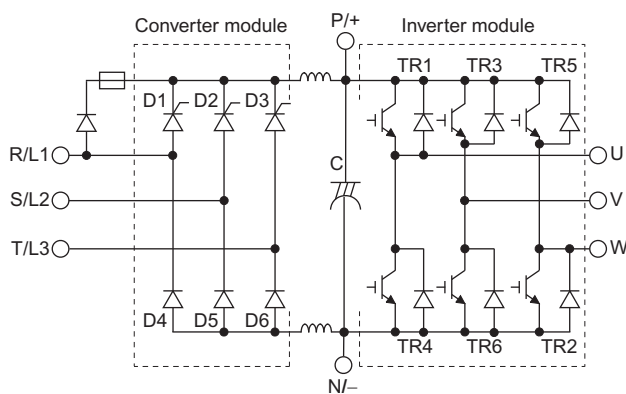 Converter module
P/+
Inverter module
D1
D2
D3
TR1
TR3
TR5
R/L1
U
C
S/L2
V
T/L3
W
D4
D5
D6
TR4
TR6
TR2
N/−